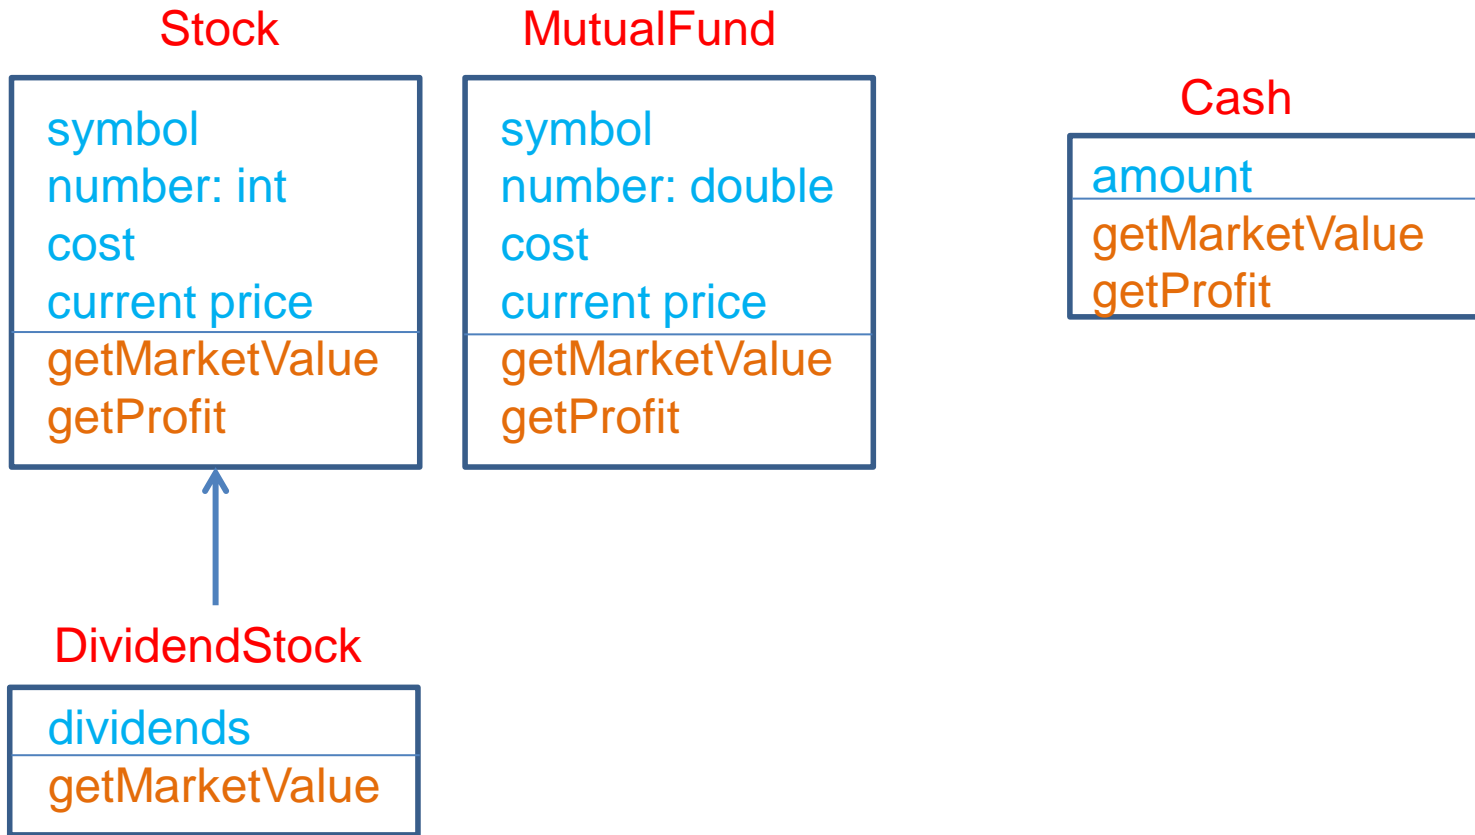 Stock
symbol
number: int
cost
current price
getMarketValue
getProfit
MutualFund
symbol
number: double
cost
current price
getMarketValue
getProfit
Cash
amount
getMarketValue
getProfit
DividendStock
dividends
getMarketValue